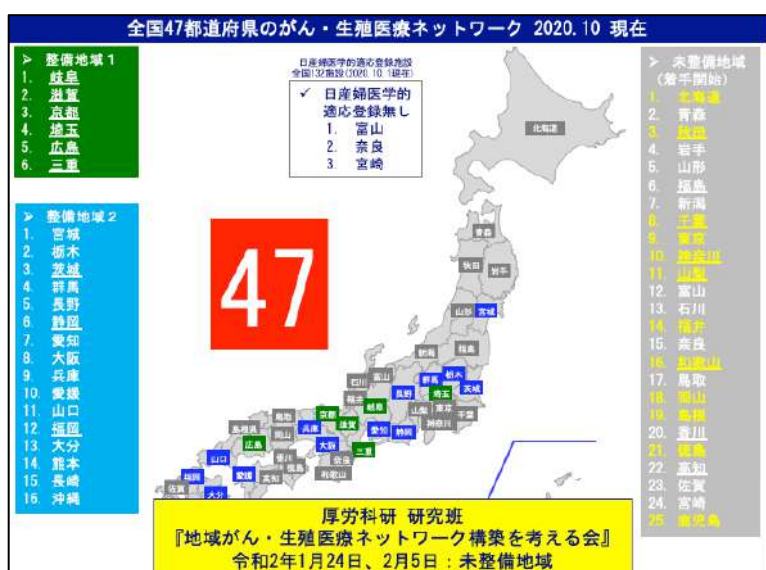 全国47都道府県のがん・生殖医療ネットワーク 2020.10 現在
➢ 整備地域1
1. 岐阜
2. 滋賀
3. 京都
4. 埼玉
5. 広島
6. 三重
➢ 整備地域2
1. 宮城
2. 栃木
3. 茨城
4. 群馬
5. 長野
6. 静岡
7. 愛知
8. 大阪
9. 兵庫
10. 愛媛
11. 山口
12. 福岡
13. 大分
14. 熊本
15. 長崎
16. 沖縄
日産婦医学的適応登録施設
全国132施設(2020.10.1現在)
✓ 日産婦医学的
適応登録無し
1. 富山
2. 奈良
3. 宮崎
47
北海道
青森
秋田
岩手
山形
宮城
新潟
福島
石川
富山
群馬
栃木
福井
岐阜
長野
埼玉
茨城
鳥取
京都
滋賀
山梨
東京
千葉
島根県
岡山
兵庫
愛知
静岡
神奈川
広島
大阪
三重
山口
香川
奈良
徳島
和歌山
福岡
愛媛
高知
佐賀
大分
➢ 未整備地域
(着手開始)
1. 北海道
2. 青森
3. 秋田
4. 岩手
5. 山形
6. 福島
7. 新潟
8. 千葉
9. 東京
10. 神奈川
11. 山梨
12. 富山
13. 石川
14. 福井
15. 奈良
16. 和歌山
17. 鳥取
18. 岡山
19. 島根
20. 香川
21. 徳島
22. 高知
23. 佐賀
24. 宮崎
25. 鹿児島
厚労科研 研究班
『地域がん・生殖医療ネットワーク構築を考える会』
令和2年1月24日、2月5日：未整備地域